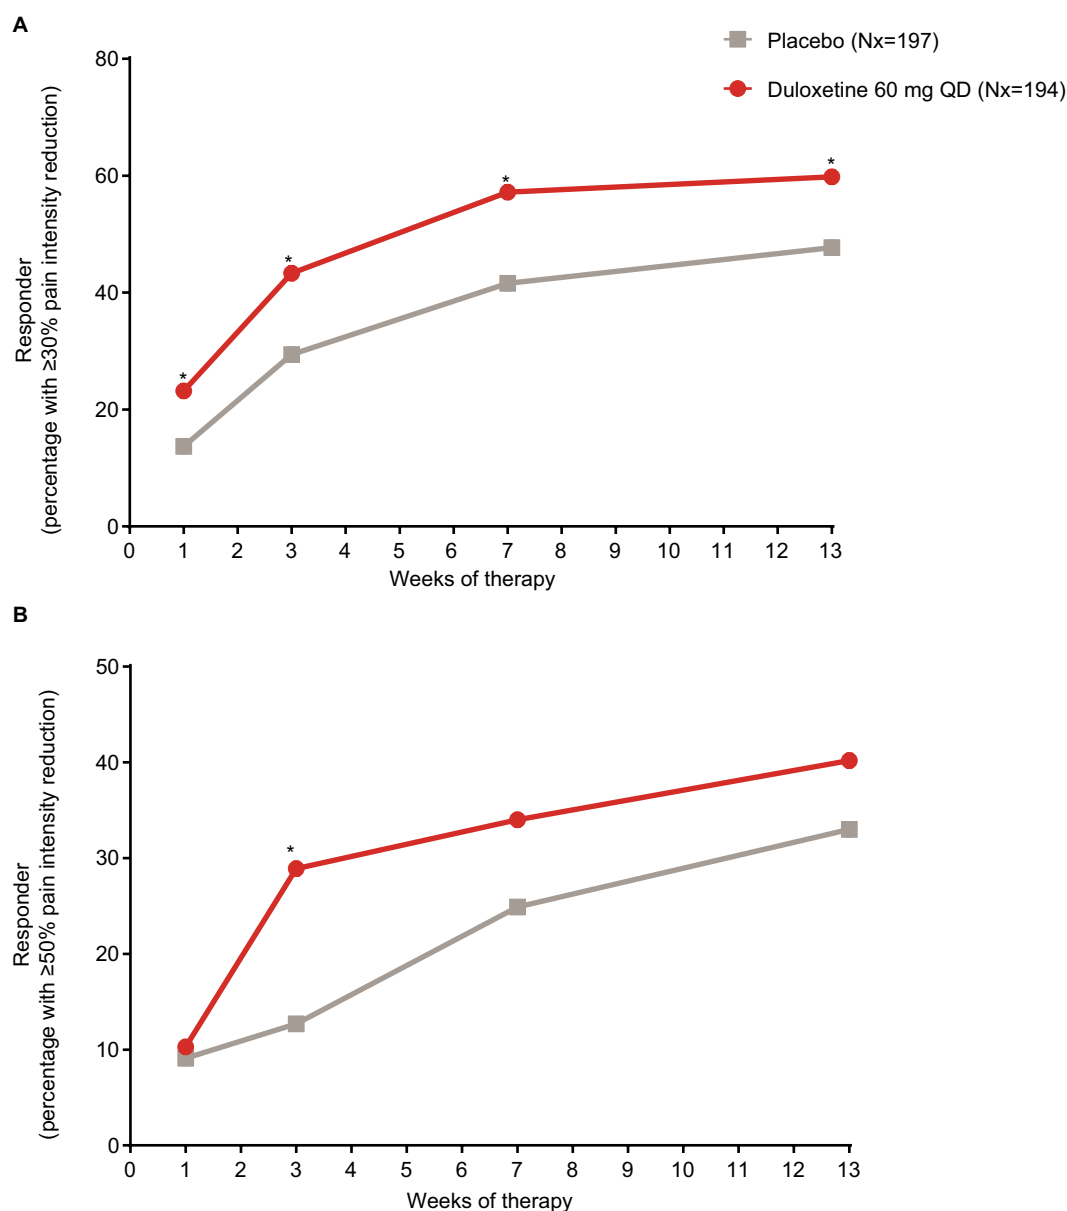 A
Placebo (Nx=197)
Duloxetine 60 mg QD (Nx=194)
Responder
(percentage with ≥30% pain intensity reduction)
80
60
40
20
0
*
*
*
*
0 1 2 3 4 5 6 7 8 9 10 11 12 13
Weeks of therapy
B
Responder
(percentage with ≥50% pain intensity reduction)
50
40
30
20
10
0
*
0 1 2 3 4 5 6 7 8 9 10 11 12 13
Weeks of therapy